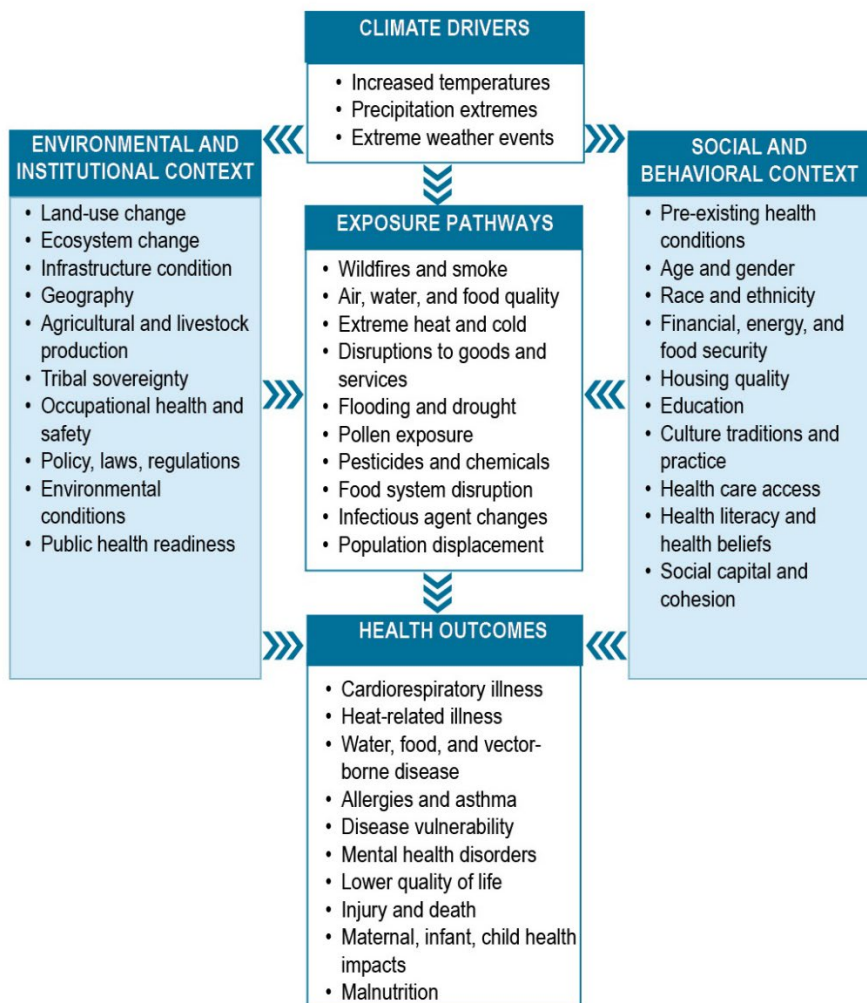 CLIMATE DRIVERS
• Increased temperatures
• Precipitation extremes
• Extreme weather events
ENVIRONMENTAL AND
INSTITUTIONAL CONTEXT
• Land-use change
• Ecosystem change
• Infrastructure condition
• Geography
• Agricultural and livestock
production
• Tribal sovereignty
• Occupational health and
safety
• Policy, laws, regulations
• Environmental
conditions
• Public health readiness
EXPOSURE PATHWAYS
• Wildfires and smoke
• Air, water, and food quality
• Extreme heat and cold
• Disruptions to goods and
services
• Flooding and drought
• Pollen exposure
• Pesticides and chemicals
• Food system disruption
• Infectious agent changes
• Population displacement
SOCIAL AND
BEHAVIORAL CONTEXT
• Pre-existing health
conditions
• Age and gender
• Race and ethnicity
• Financial, energy, and
food security
• Housing quality
• Education
• Culture traditions and
practice
• Health care access
• Health literacy and
health beliefs
• Social capital and
cohesion
HEALTH OUTCOMES
• Cardiorespiratory illness
• Heat-related illness
• Water, food, and vector-
borne disease
• Allergies and asthma
• Disease vulnerability
• Mental health disorders
• Lower quality of life
• Injury and death
• Maternal, infant, child health
impacts
• Malnutrition